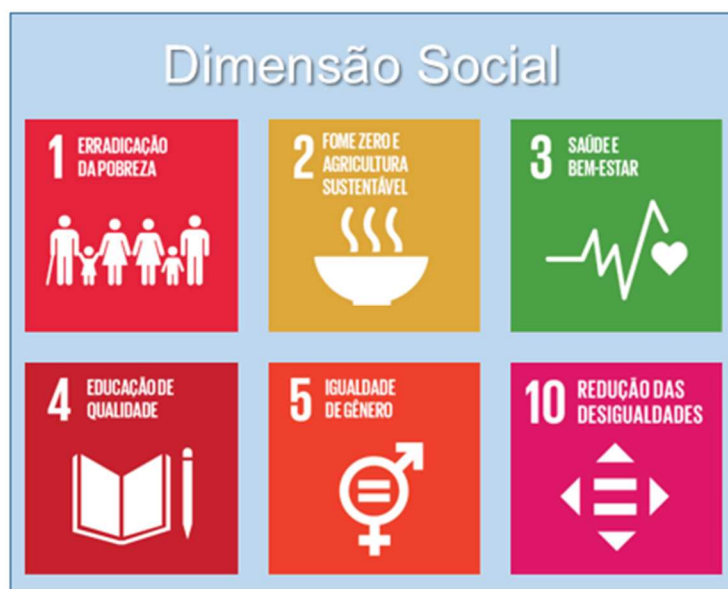 Dimensão Social
1 ERRADICAÇÃO
DA POBREZA
2 FOME ZERO E
AGRICULTURA
SUSTENTÁVEL
3 SAÚDE E
BEM-ESTAR
4 EDUCAÇÃO DE
QUALIDADE
5 IGUALDADE
DE GÊNERO
10 REDUÇÃO DAS
DESIGUALDADES